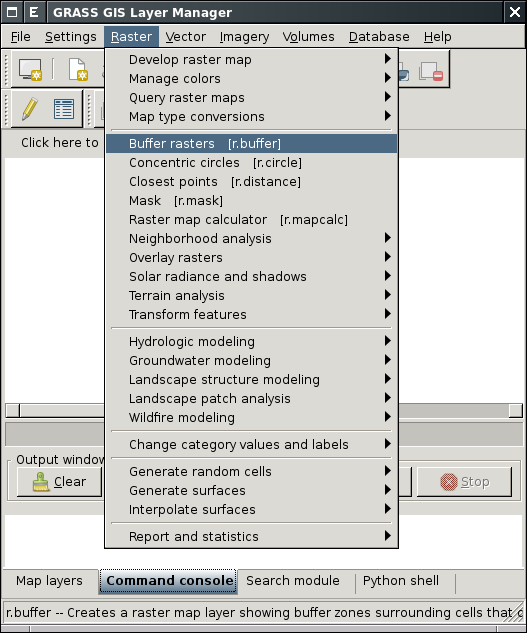 GRASS GIS Layer Manager
File Settings Raster Vector Imagery Volumes Database Help
Develop raster map
Manage colors
Query raster maps
Map type conversions
Click here to
Buffer rasters [r.buffer]
Concentric circles [r.circle]
Closest points [r.distance]
Mask [r.mask]
Raster map calculator [r.mapcalc]
Neighborhood analysis
Overlay rasters
Solar radiance and shadows
Terrain analysis
Transform features
Hydrologic modeling
Groundwater modeling
Landscape structure modeling
Landscape patch analysis
Wildfire modeling
Change category values and labels
Generate random cells
Generate surfaces
Interpolate surfaces
Report and statistics
Output window
Clear
Stop
Map layers Command console Search module Python shell
r.buffer -- Creates a raster map layer showing buffer zones surrounding cells that